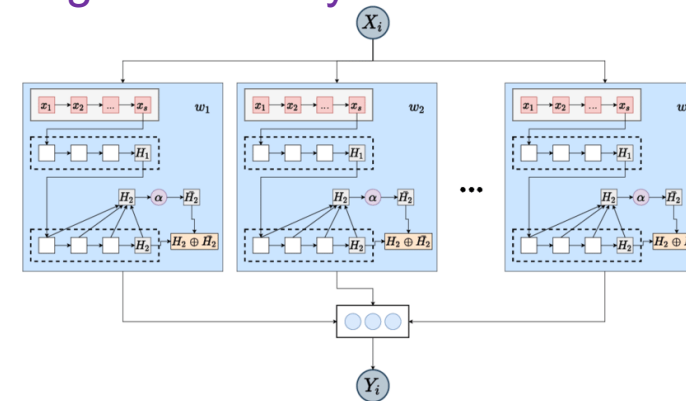 X_i
x_1 x_2 ... x_s w_1
H_1
H_2 α H̃_2
H_2 H_2 ⊕ H̃_2
x_1 x_2 ... x_s w_2
H_1
H_2 α H̃_2
H_2 H_2 ⊕ H̃_2
...
x_1 x_2 ... x_s
H_1
H_2 α H̃_2
H_2 H_2 ⊕
Y_i